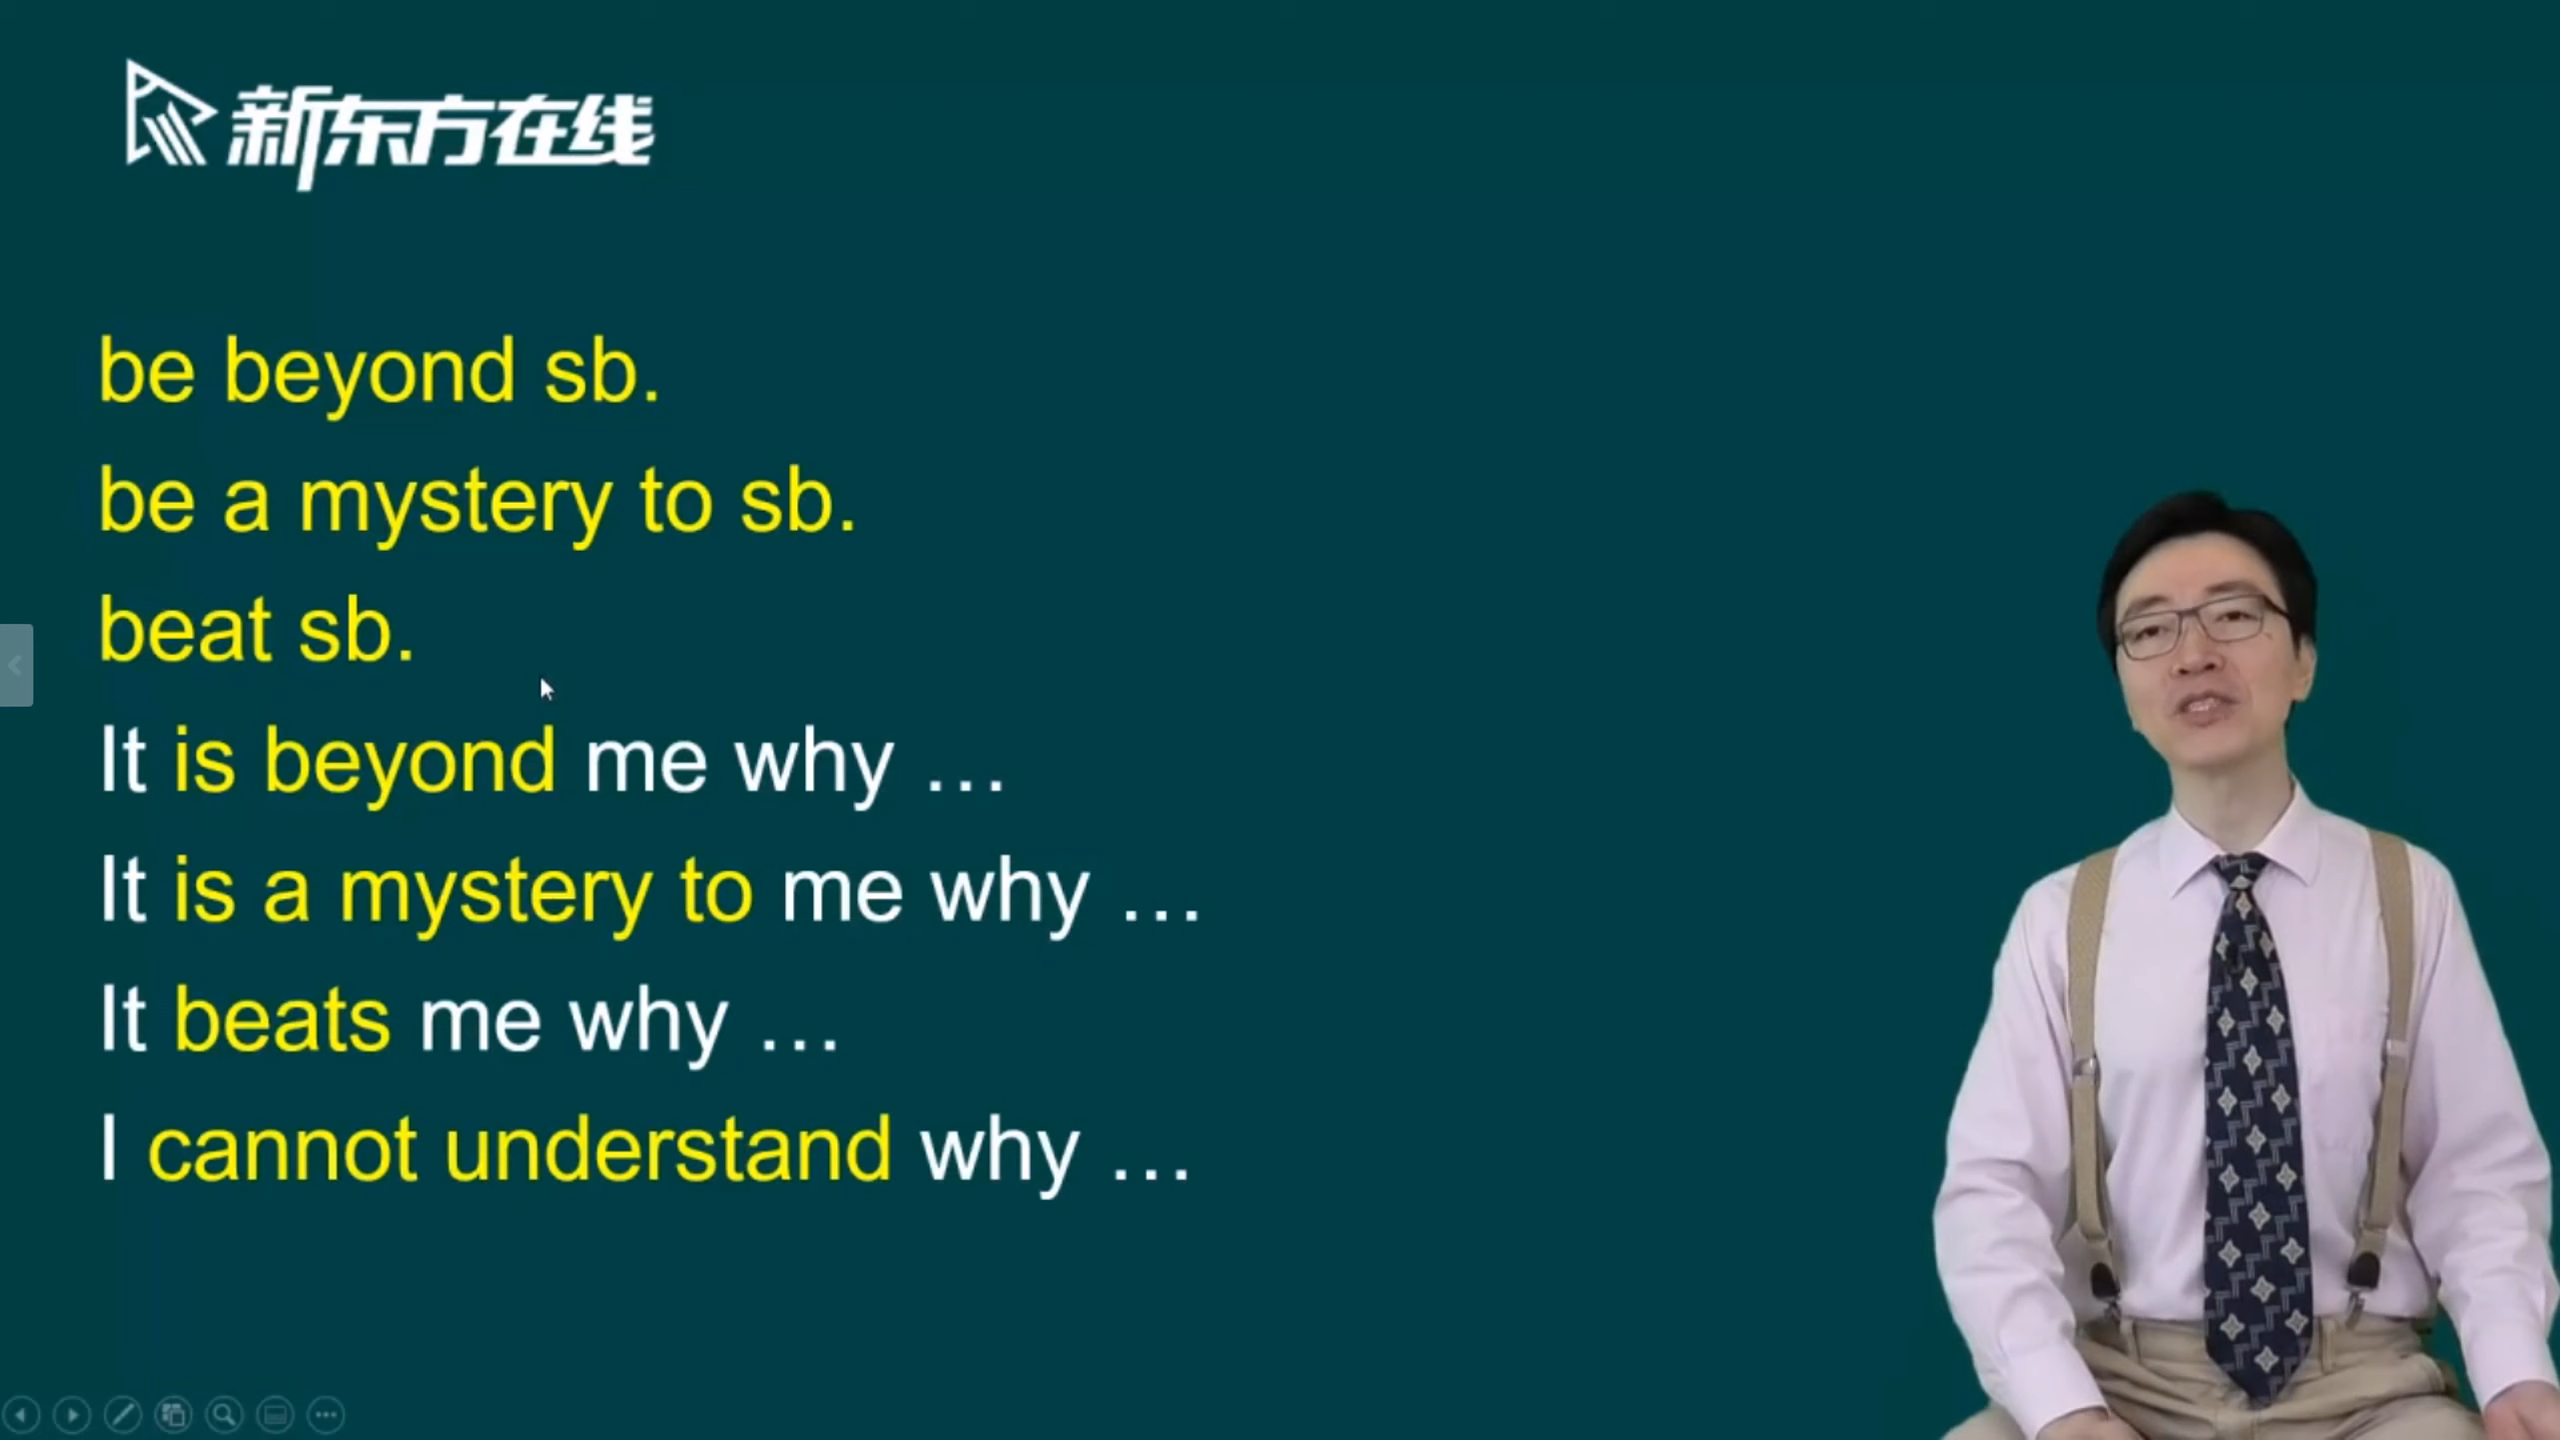 新东方在线
be beyond sb.
be a mystery to sb.
beat sb.
It is beyond me why …
It is a mystery to me why …
It beats me why …
I cannot understand why …